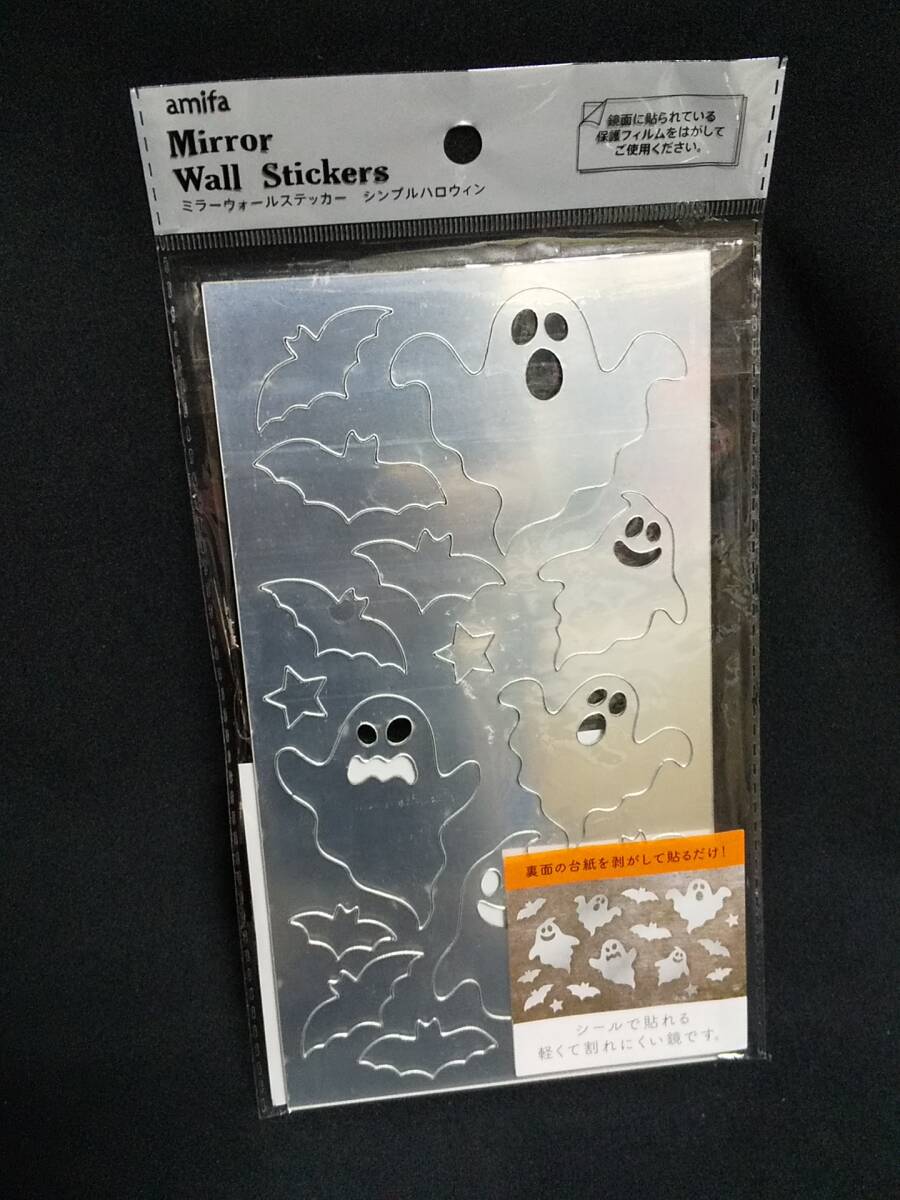 amifa
Mirror
Wall Stickers
ミラーウォールステッカー　シンプルハロウィン
鏡面に貼られている
保護フィルムをはがして
ご使用ください。
裏面の台紙を剥がして貼るだけ!
シールで貼れる
軽くて割れにくい鏡です。